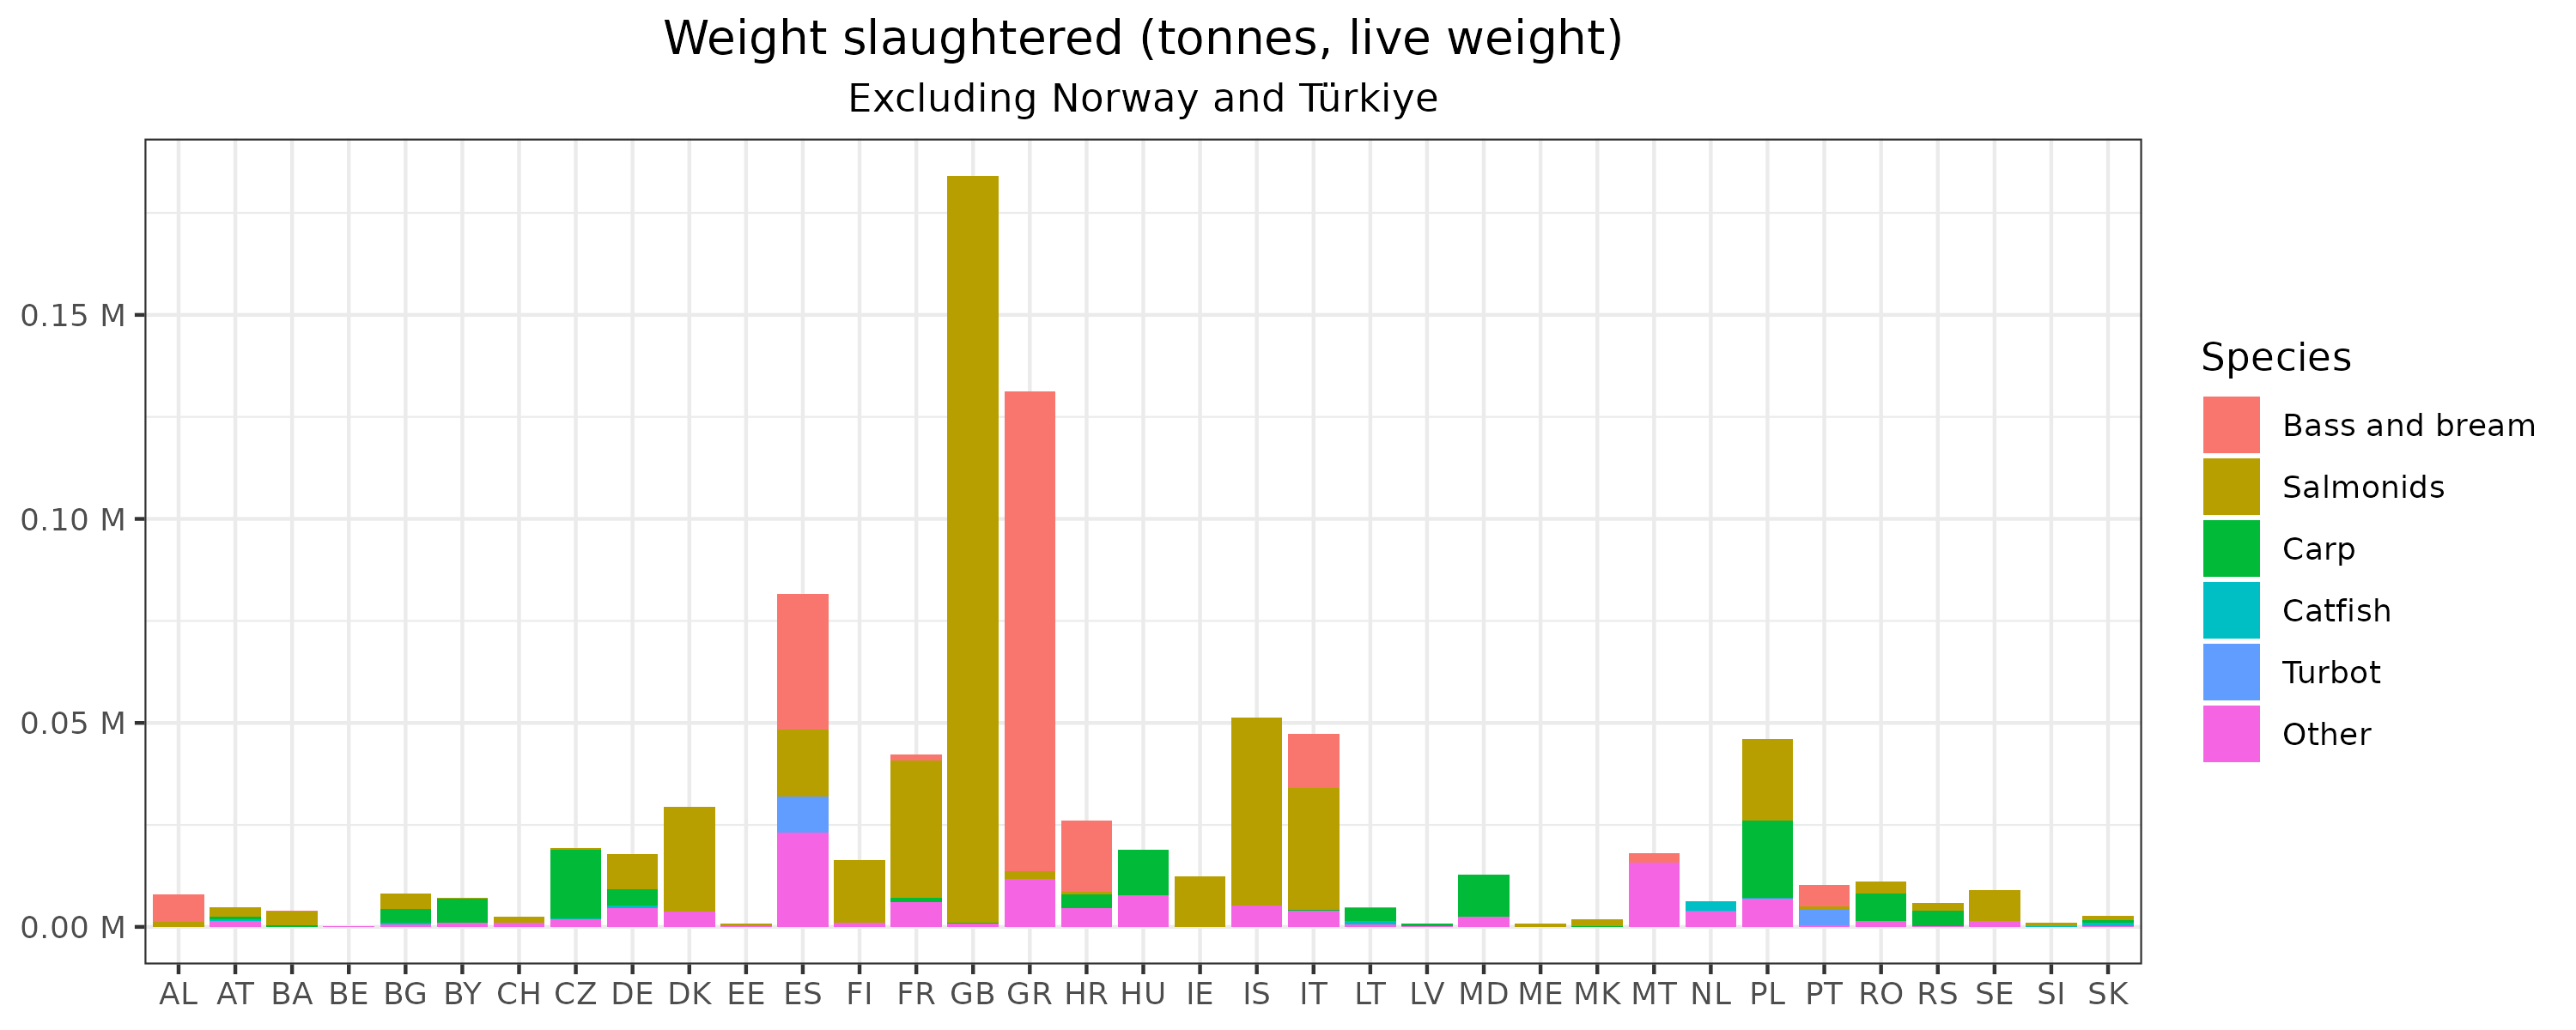 Weight slaughtered (tonnes, live weight)
Excluding Norway and Türkiye
0.15 M
0.10 M
0.05 M
0.00 M
AL AT BA BE BG BY CH CZ DE DK EE ES FI FR GB GR HR HU IE IS IT LT LV MD ME MK MT NL PL PT RO RS SE SI SK
Species
Bass and bream
Salmonids
Carp
Catfish
Turbot
Other